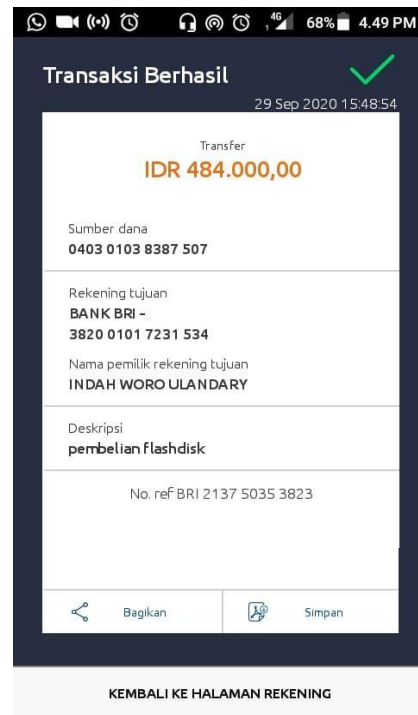 4G
68% 4.49 PM
Transaksi Berhasil
29 Sep 2020 15:48:54
Transfer
IDR 484.000,00
Sumber dana
0403 0103 8387 507
Rekening tujuan
BANK BRI -
3820 0101 7231 534
Nama pemilik rekening tujuan
INDAH WORO ULANDARY
Deskripsi
pembelian flashdisk
No. ref BRI 2137 5035 3823
Bagikan
Simpan
KEMBALI KE HALAMAN REKENING